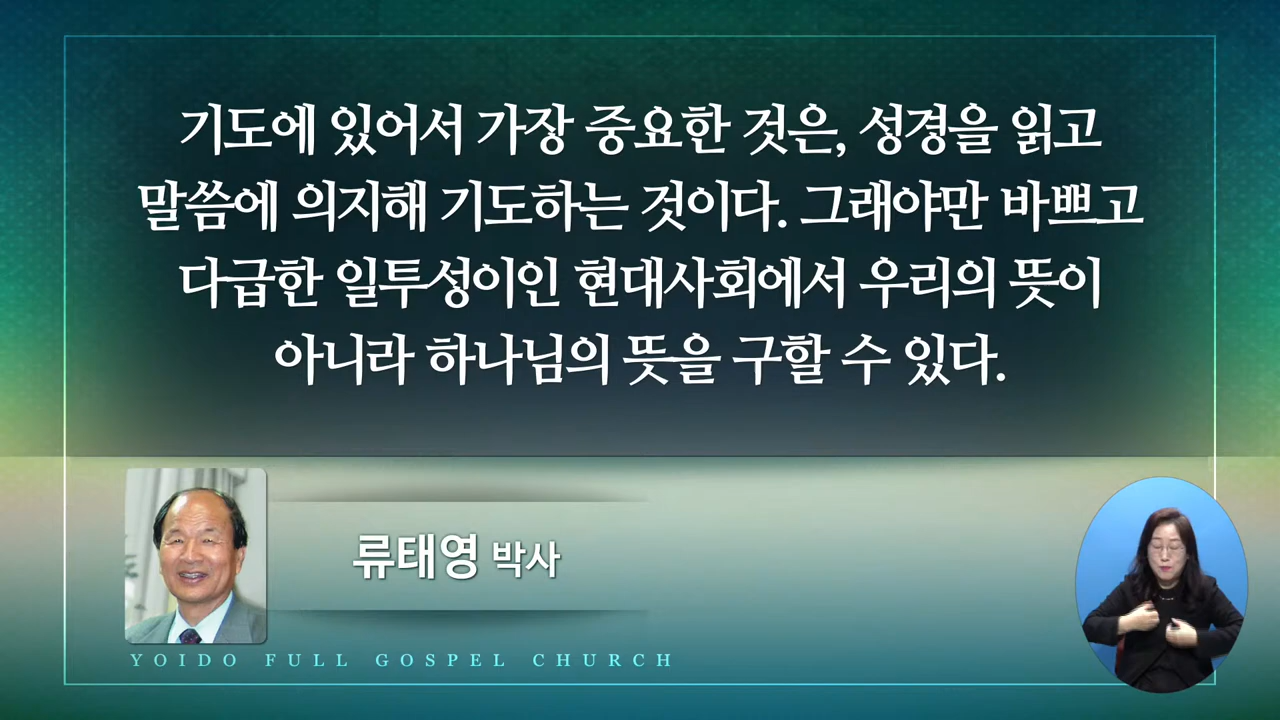 기도에 있어서 가장 중요한 것은, 성경을 읽고
말씀에 의지해 기도하는 것이다. 그래야만 바쁘고
다급한 일투성이인 현대사회에서 우리의 뜻이
아니라 하나님의 뜻을 구할 수 있다.
류태영 박사
YOIDO FULL GOSPEL CHURCH